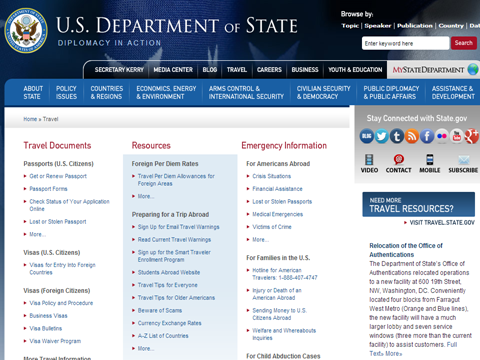 Browse by:
Topic | Speaker | Publication | Country | Dat
U.S. DEPARTMENT OF STATE
DIPLOMACY IN ACTION
Enter keyword here
Search
SECRETARY KERRY
MEDIA CENTER
BLOG
TRAVEL
CAREERS
BUSINESS
YOUTH & EDUCATION
MYSTATEDEPARTMENT
ABOUT STATE
POLICY ISSUES
COUNTRIES & REGIONS
ECONOMICS, ENERGY & ENVIRONMENT
ARMS CONTROL & INTERNATIONAL SECURITY
CIVILIAN SECURITY & DEMOCRACY
PUBLIC DIPLOMACY & PUBLIC AFFAIRS
ASSISTANCE & DEVELOPMENT
Home » Travel
Travel Documents
Passports (U.S. Citizens)
Get or Renew Passport
Passport Forms
Check Status of Your Application
Online
Lost or Stolen Passport
More...
Visas (U.S. Citizens)
Visas for Entry Into Foreign
Countries
Visas (Foreign Citizens)
Visa Policy and Procedure
Business Visas
Visa Bulletins
Visa Waiver Program
More Travel Information
Resources
Foreign Per Diem Rates
Travel Per Diem Allowances for
Foreign Areas
More...
Preparing for a Trip Abroad
Sign Up for Email Travel Warnings
Read Current Travel Warnings
Sign up for the Smart Traveler
Enrollment Program
Students Abroad Website
Travel Tips for Everyone
Travel Tips for Older Americans
Beware of Scams
Currency Exchange Rates
A-Z List of Countries
More...
Emergency Information
For Americans Abroad
Crisis Situations
Financial Assistance
Lost or Stolen Passports
Medical Emergencies
Victims of Crime
More...
For Families in the U.S.
Hotline for American
Travelers: 1-888-407-4747
Injury or Death of an
American Abroad
Sending Money to U.S.
Citizens Abroad
Welfare and Whereabouts
Inquiries
For Child Abduction Cases
Stay Connected with State.gov
BLOG
You Tube
VIDEO
CONTACT
MOBILE
SUBSCRIBE
NEED MORE
TRAVEL RESOURCES?
VISIT TRAVEL.STATE.GOV
Relocation of the Office of
Authentications
The Department of State's Office of
Authentications relocated operations
to a new facility at 600 19th Street,
NW, Washington, DC. Conveniently
located four blocks from Farragut
West Metro (Orange and Blue lines),
the new facility will have a much
larger lobby and seven service
windows (three more than the current
facility) to assist customers. Full
Text» More»